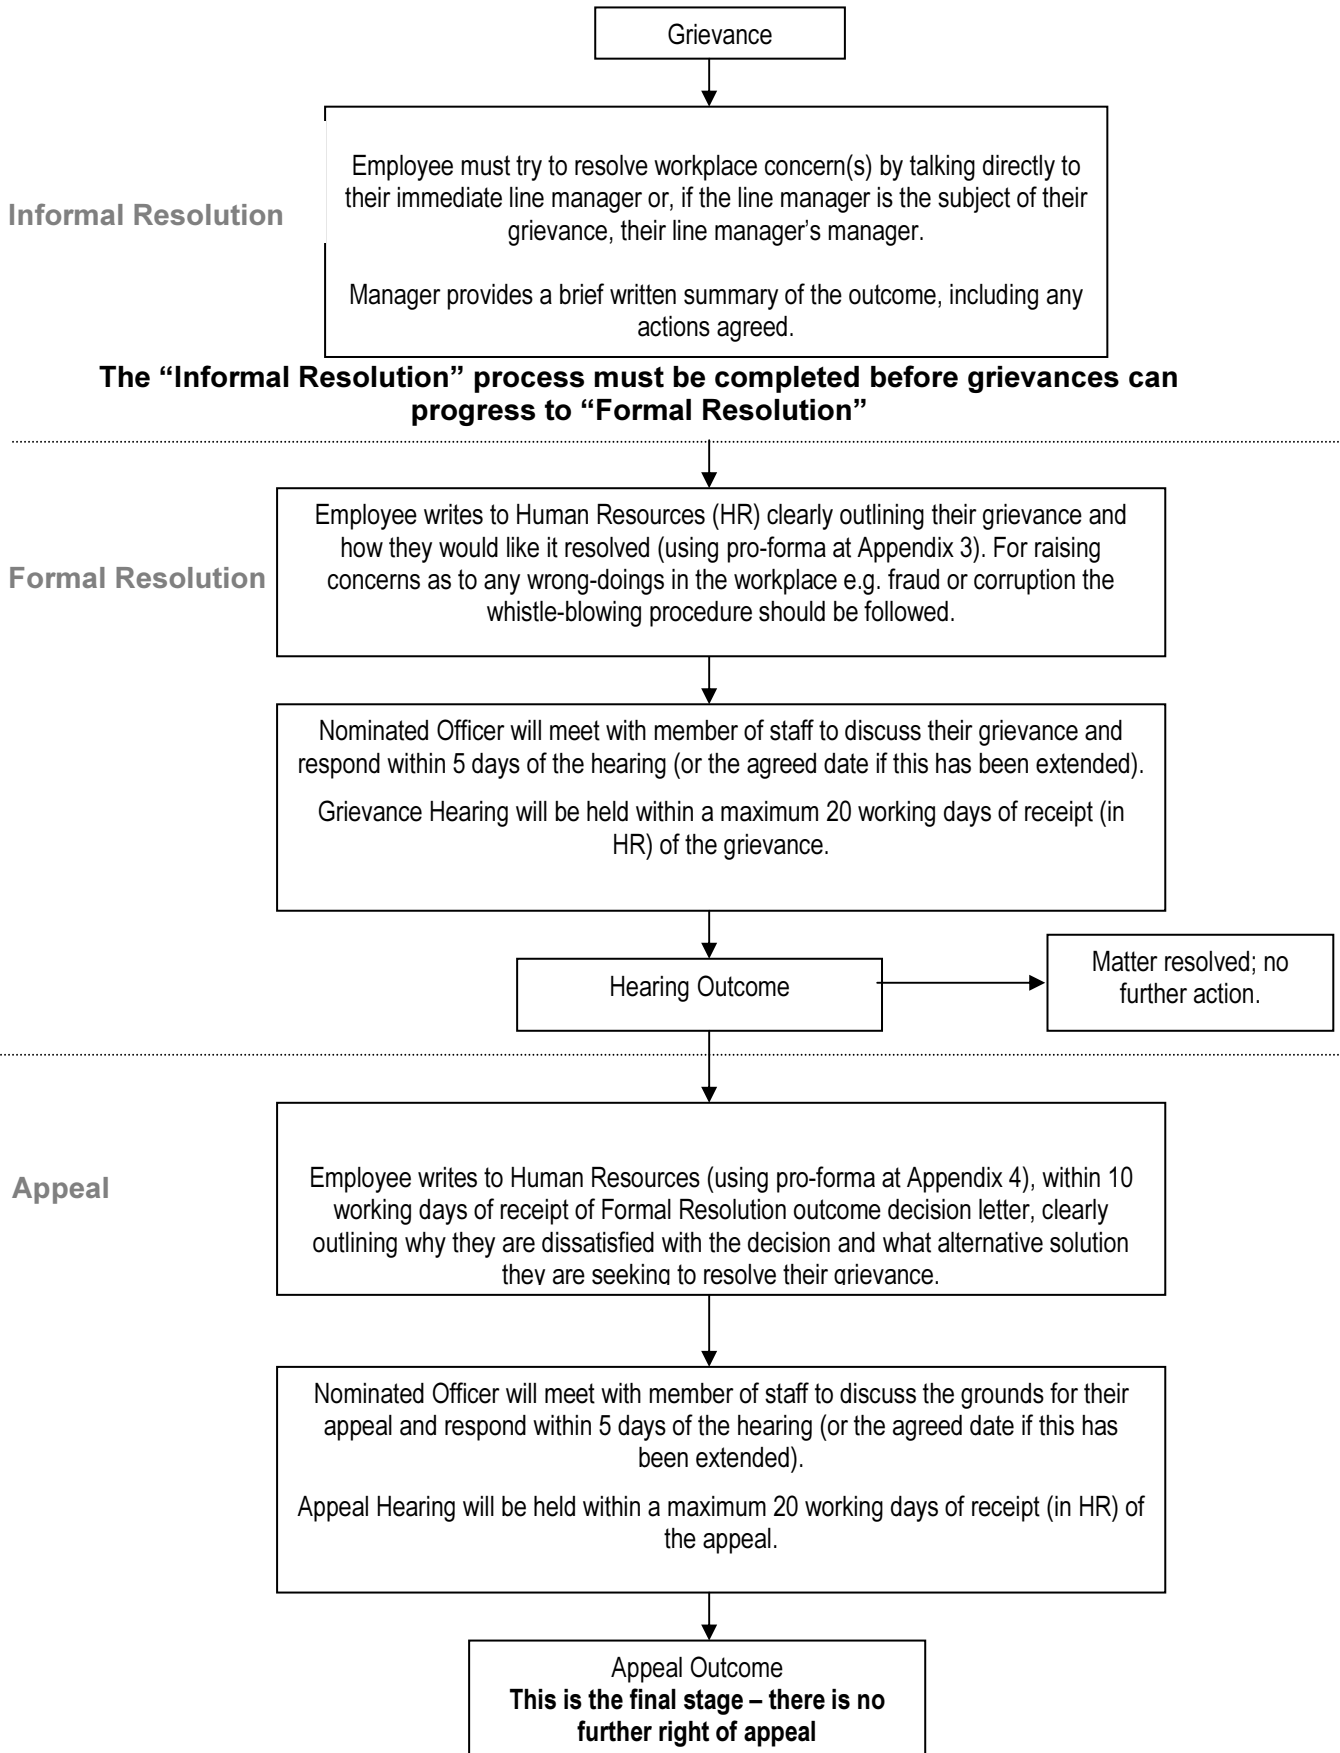 Grievance
Informal Resolution
Employee must try to resolve workplace concern(s) by talking directly to
their immediate line manager or, if the line manager is the subject of their
grievance, their line manager’s manager.
Manager provides a brief written summary of the outcome, including any
actions agreed.
The “Informal Resolution” process must be completed before grievances can
progress to “Formal Resolution”
Formal Resolution
Employee writes to Human Resources (HR) clearly outlining their grievance and
how they would like it resolved (using pro-forma at Appendix 3). For raising
concerns as to any wrong-doings in the workplace e.g. fraud or corruption the
whistle-blowing procedure should be followed.
Nominated Officer will meet with member of staff to discuss their grievance and
respond within 5 days of the hearing (or the agreed date if this has been extended).
Grievance Hearing will be held within a maximum 20 working days of receipt (in
HR) of the grievance.
Hearing Outcome
Matter resolved; no
further action.
Appeal
Employee writes to Human Resources (using pro-forma at Appendix 4), within 10
working days of receipt of Formal Resolution outcome decision letter, clearly
outlining why they are dissatisfied with the decision and what alternative solution
they are seeking to resolve their grievance.
Nominated Officer will meet with member of staff to discuss the grounds for their
appeal and respond within 5 days of the hearing (or the agreed date if this has
been extended).
Appeal Hearing will be held within a maximum 20 working days of receipt (in HR) of
the appeal.
Appeal Outcome
This is the final stage – there is no
further right of appeal